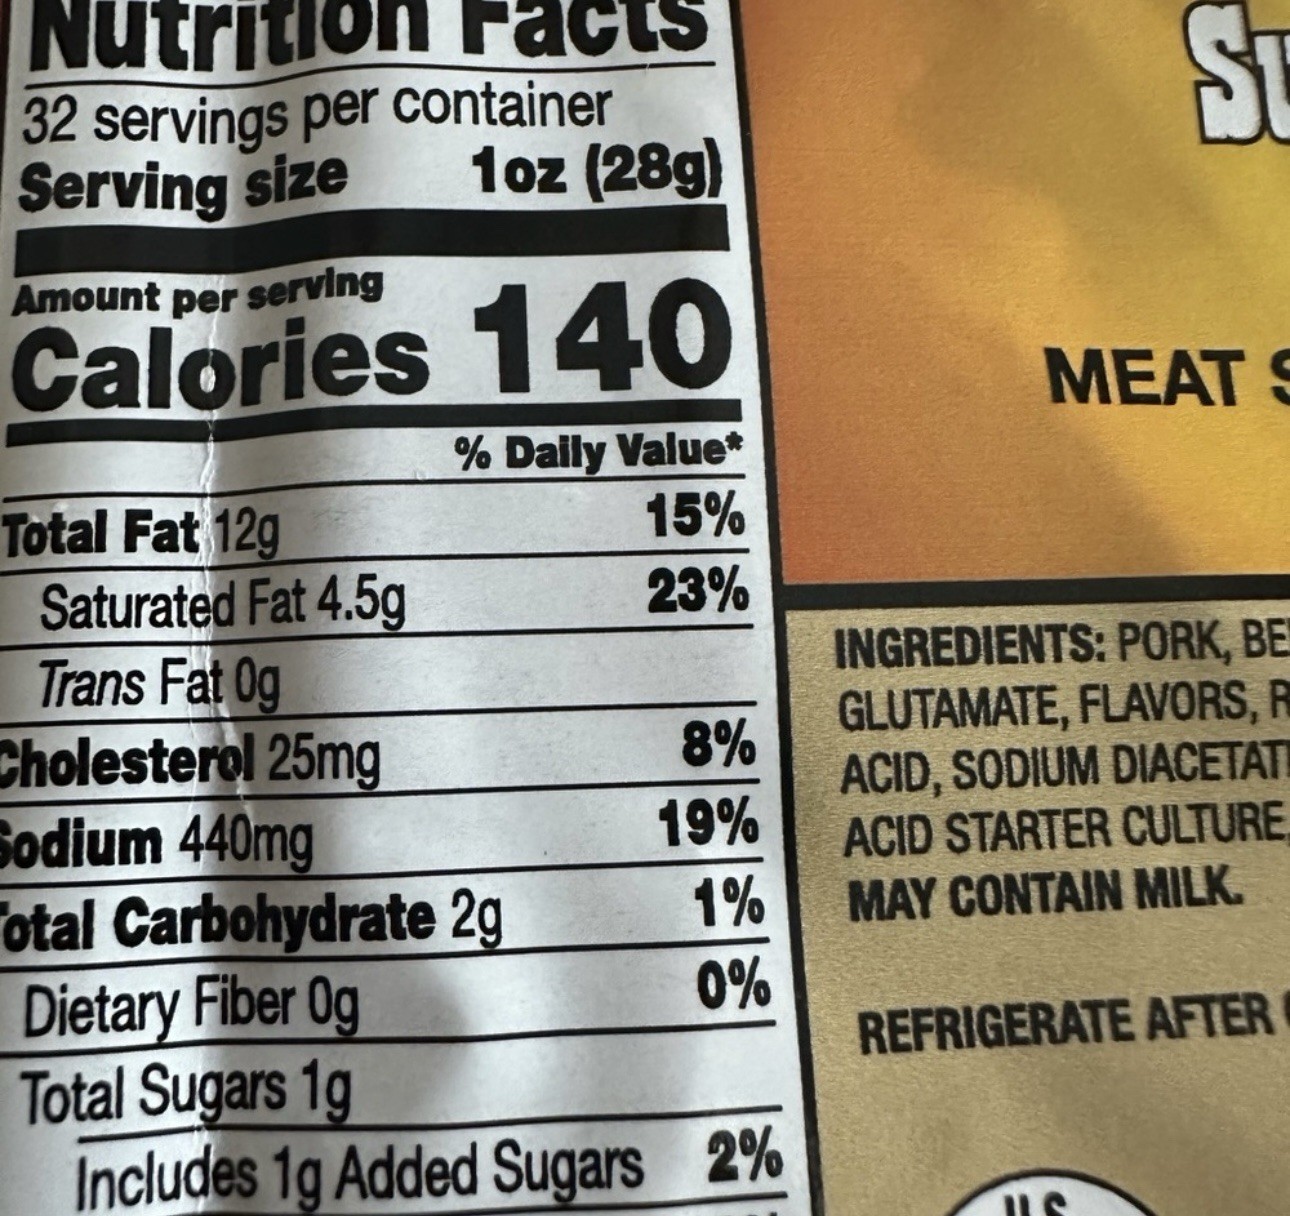 Nutrition Facts
32 servings per container
Serving size 1oz (28g)
Amount per serving
Calories 140
% Daily Value*
Total Fat 12g 15%
Saturated Fat 4.5g 23%
Trans Fat 0g
Cholesterol 25mg 8%
Sodium 440mg 19%
Total Carbohydrate 2g 1%
Dietary Fiber 0g 0%
Total Sugars 1g
Includes 1g Added Sugars 2%
MEAT
INGREDIENTS: PORK,
GLUTAMATE, FLAVORS,
ACID, SODIUM
ACID STARTER CULTURE,
MAY CONTAIN MILK.
REFRIGERATE AFTER
U.S.